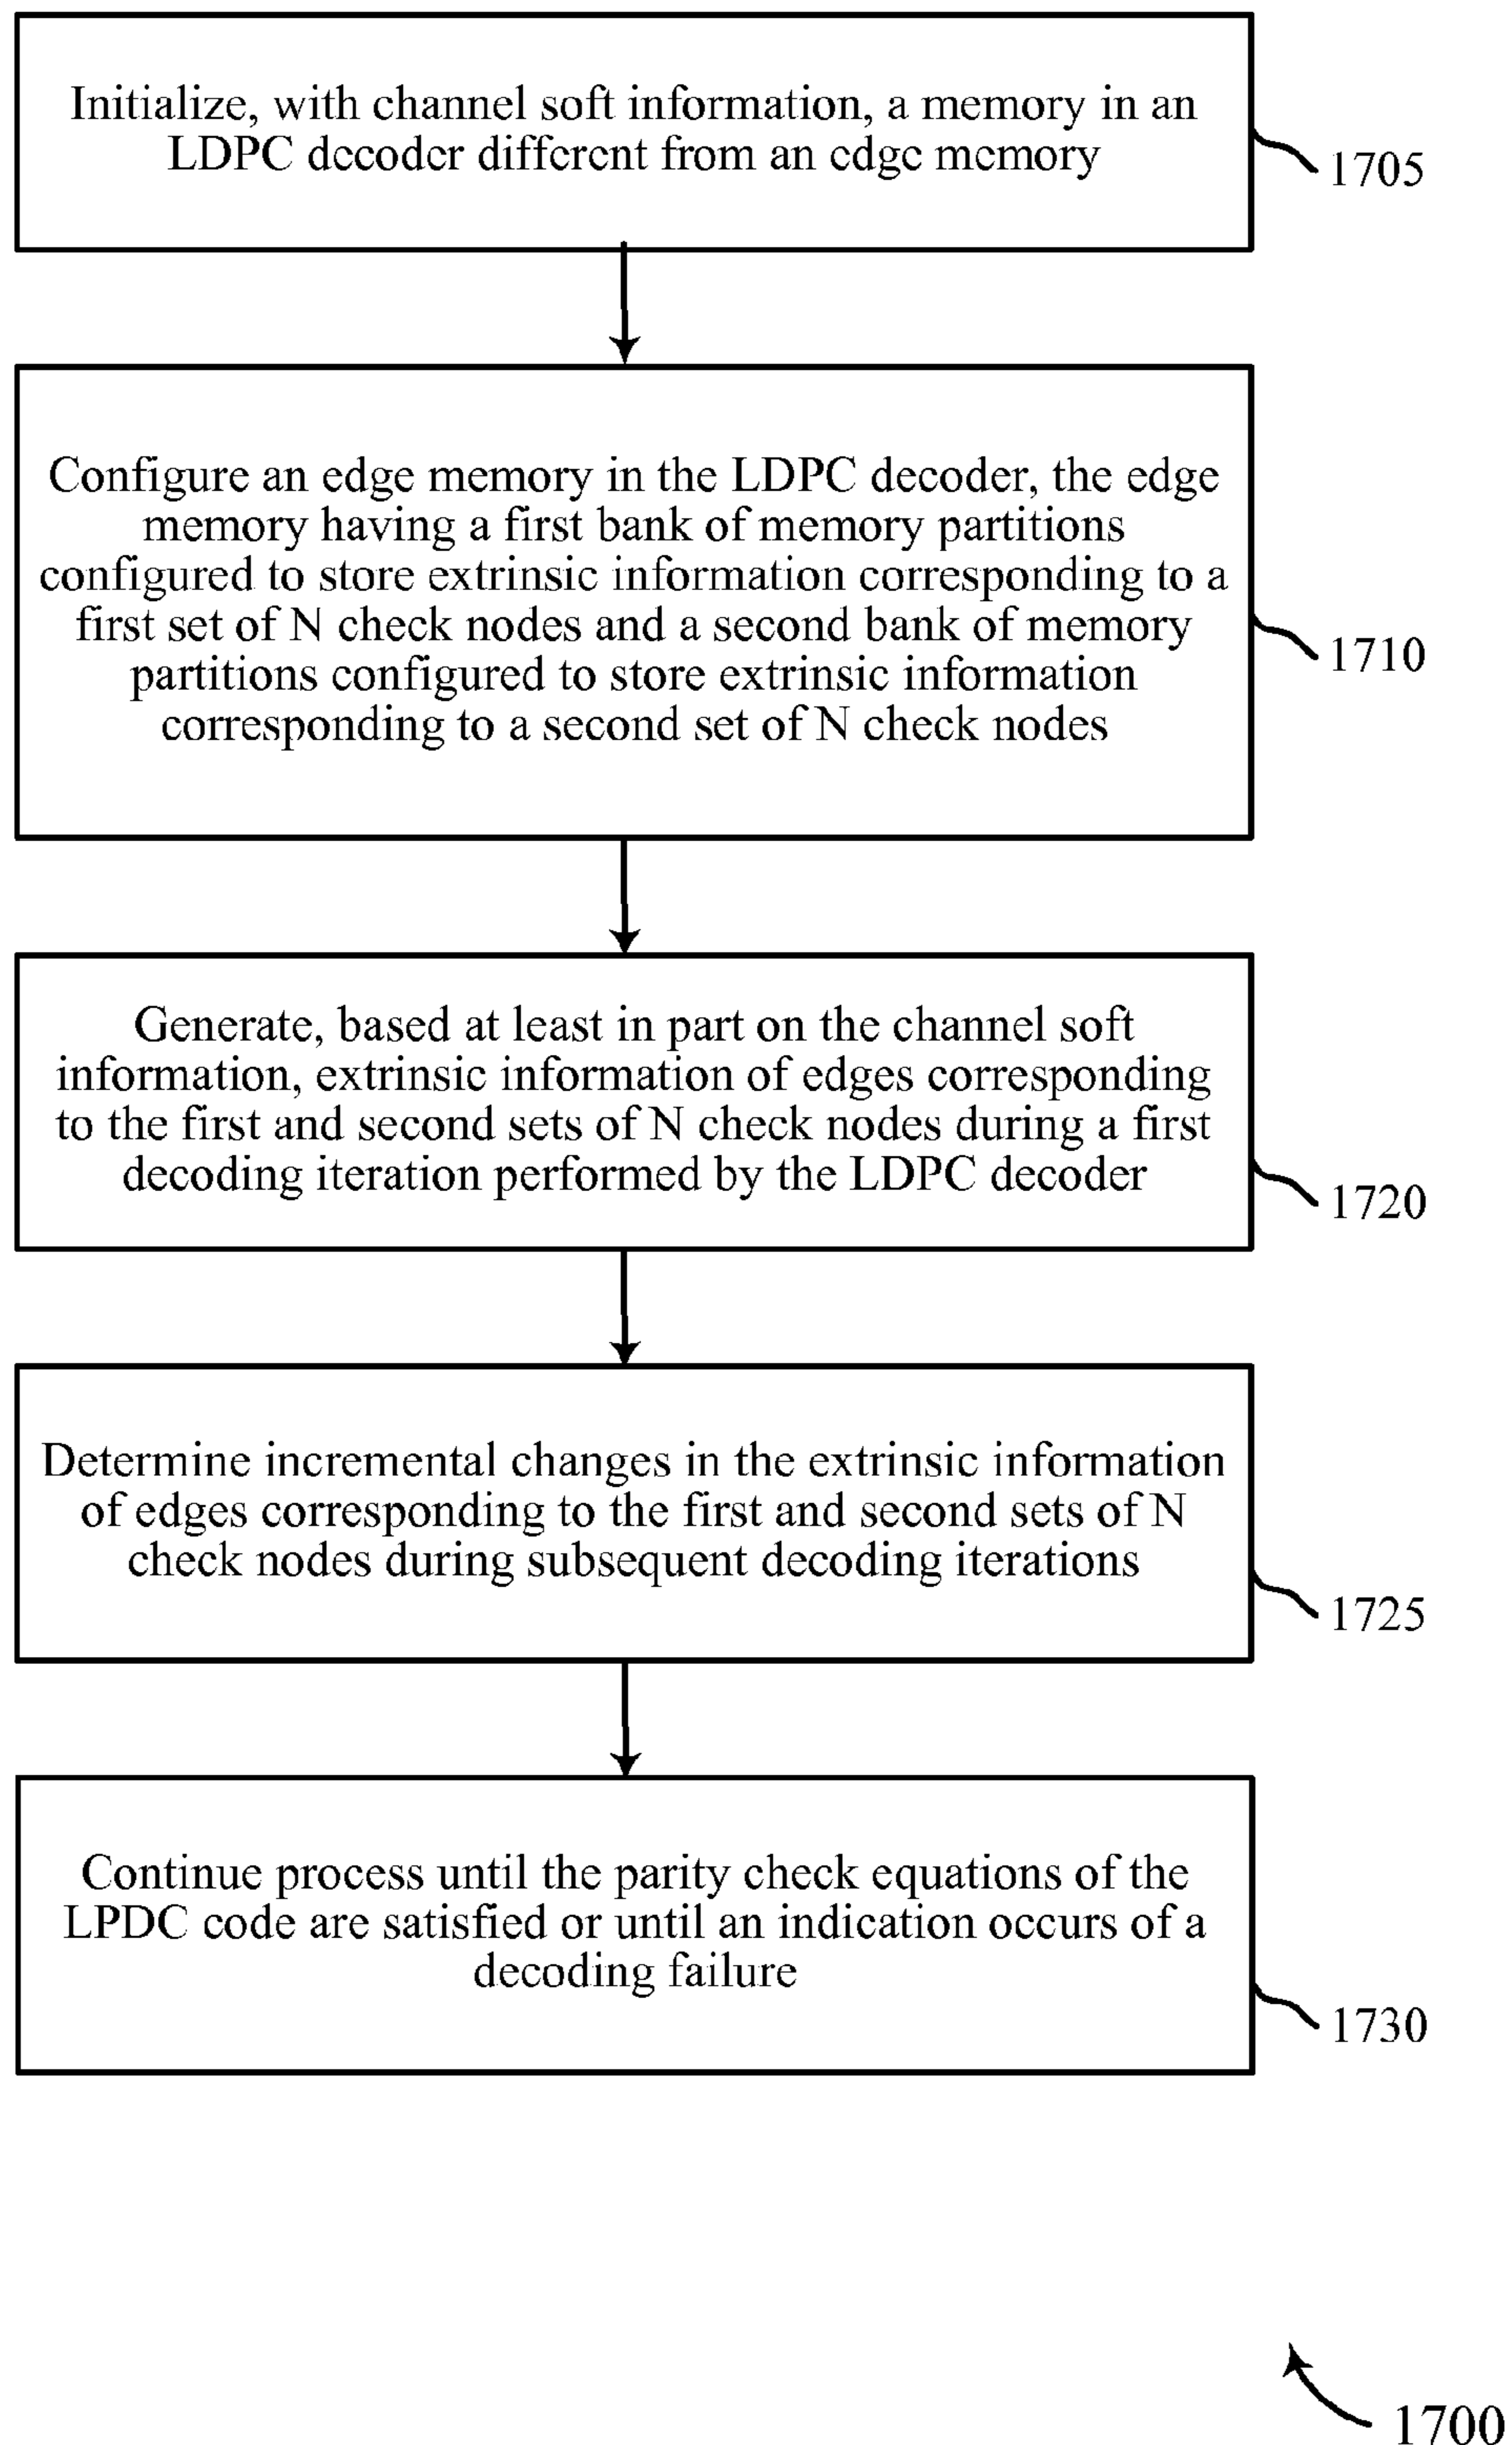 Initialize, with channel soft information, a memory in an
LDPC decoder different from an edge memory
1705
Configure an edge memory in the LDPC decoder, the edge
memory having a first bank of memory partitions
configured to store extrinsic information corresponding to a
first set of N check nodes and a second bank of memory
partitions configured to store extrinsic information
corresponding to a second set of N check nodes
1710
Generate, based at least in part on the channel soft
information, extrinsic information of edges corresponding
to the first and second sets of N check nodes during a first
decoding iteration performed by the LDPC decoder
1720
Determine incremental changes in the extrinsic information
of edges corresponding to the first and second sets of N
check nodes during subsequent decoding iterations
1725
Continue process until the parity check equations of the
LPDC code are satisfied or until an indication occurs of a
decoding failure
1730
1700